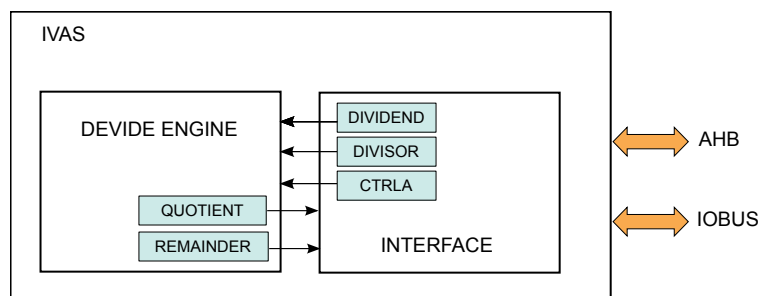 IVAS
DEVIDE ENGINE
DIVIDEND
DIVISOR
CTRLA
QUOTIENT
REMAINDER
INTERFACE
AHB
IOBUS